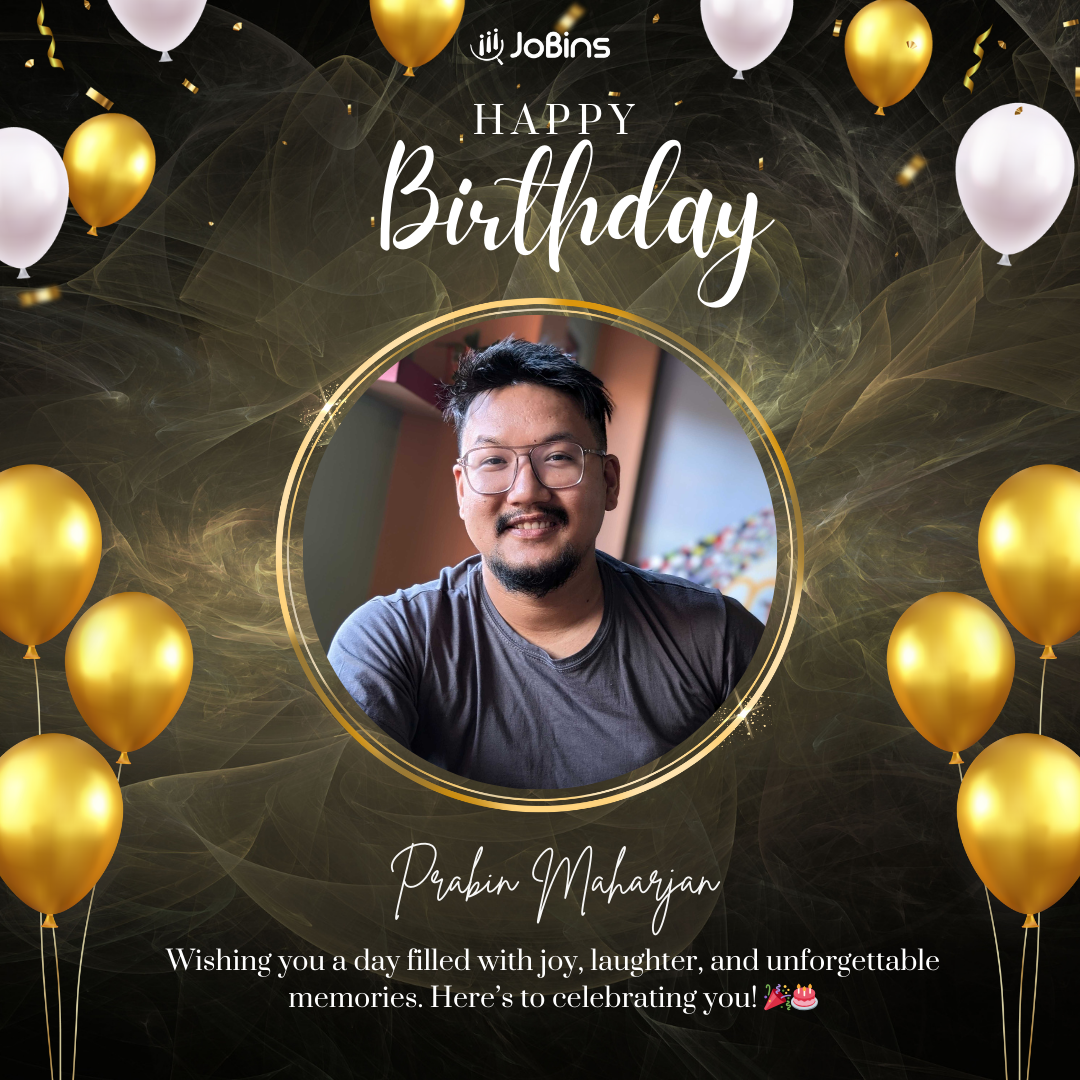 JoBins
HAPPY
Birthday
Prabin Maharjan
Wishing you a day filled with joy, laughter, and unforgettable
memories. Here’s to celebrating you! 🎉🎂